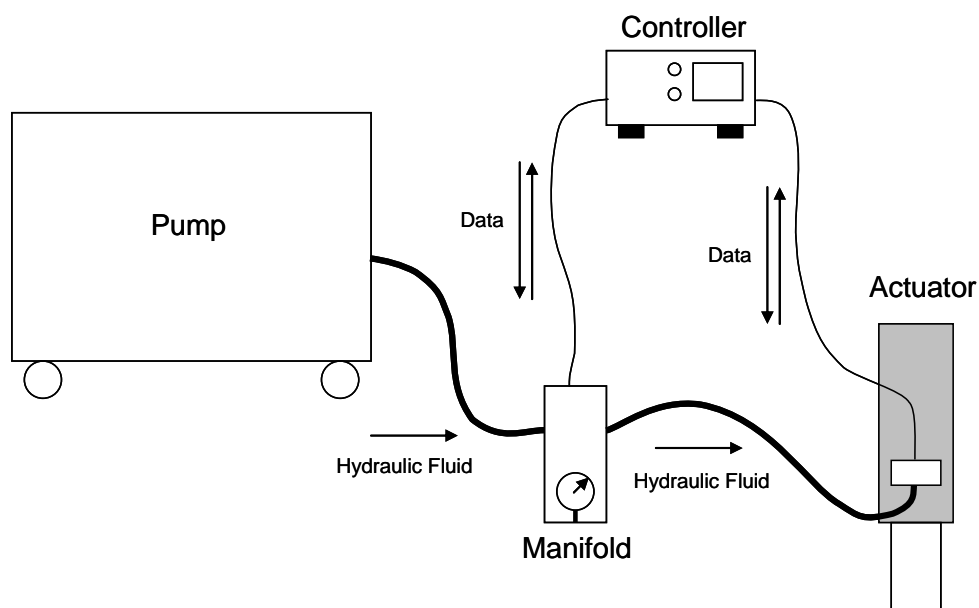 Controller
Pump
Data
Data
Actuator
Hydraulic Fluid
Hydraulic Fluid
Manifold